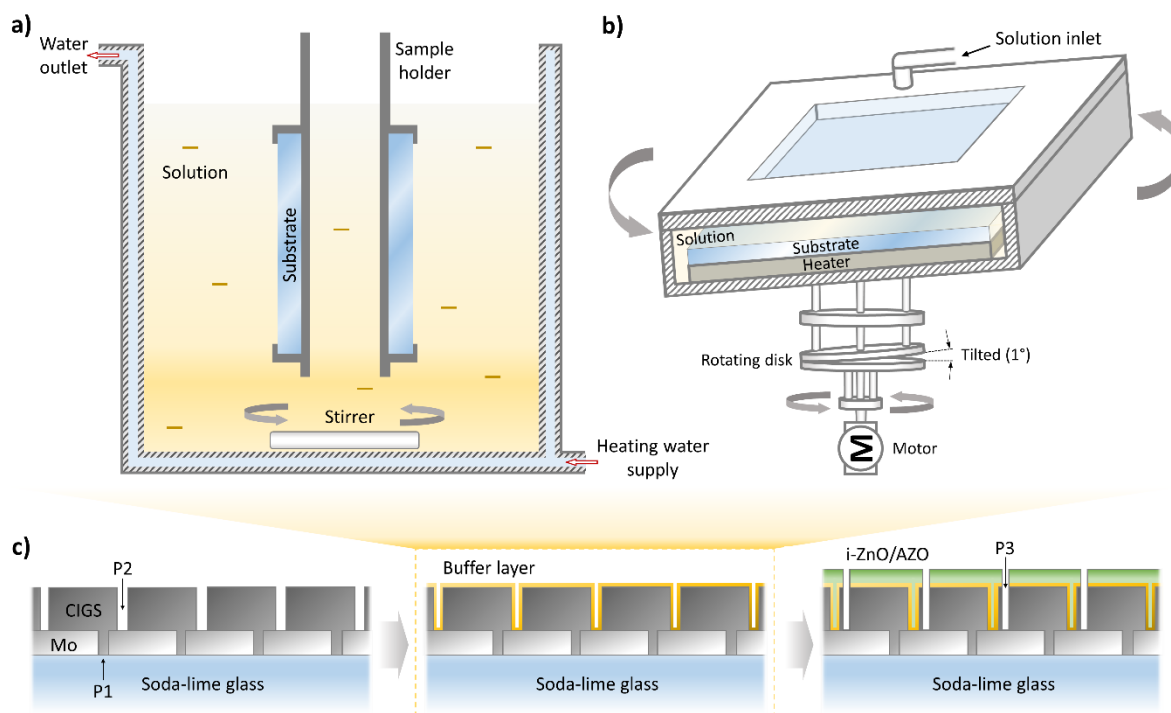 a)
Water
outlet
Sample
holder
Solution
Substrate
Stirrer
Heating water
supply
b)
Solution inlet
Solution
Substrate
Heater
Rotating disk
Tilted (1°)
M
Motor
c)
P2
CIGS
Mo
P1
Soda-lime glass
Buffer layer
Soda-lime glass
i-ZnO/AZO
P3
Soda-lime glass